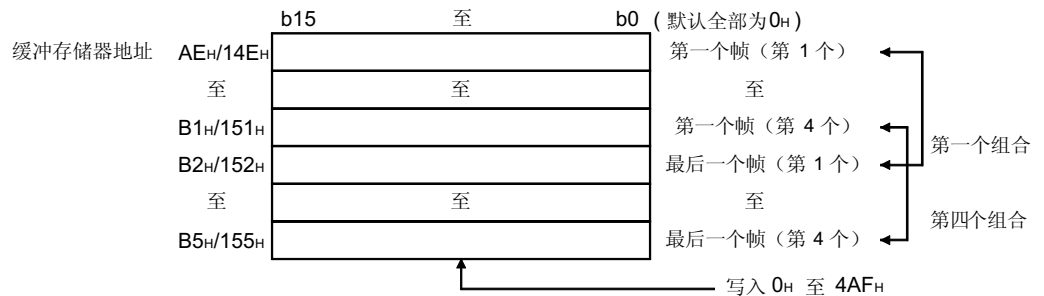 b15 至 b0 (默认全部为0H)
缓冲存储器地址 AEH/14EH 第一个帧（第 1 个）
至 至 至
B1H/151H 第一个帧（第 4 个）
第一个组合
B2H/152H 最后一个帧（第 1 个）
至 至 至
第四个组合
B5H/155H 最后一个帧（第 4 个）
写入 0H 至 4AFH